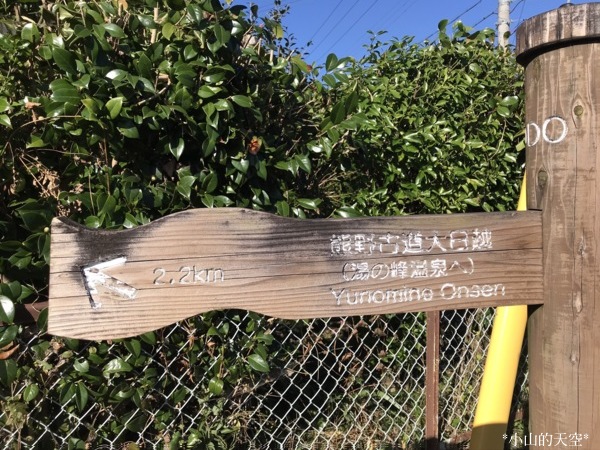 DO
熊野古道大日越
2.2km
(湯の峰温泉へ)
Yunomine Onsen
*小山的天空*